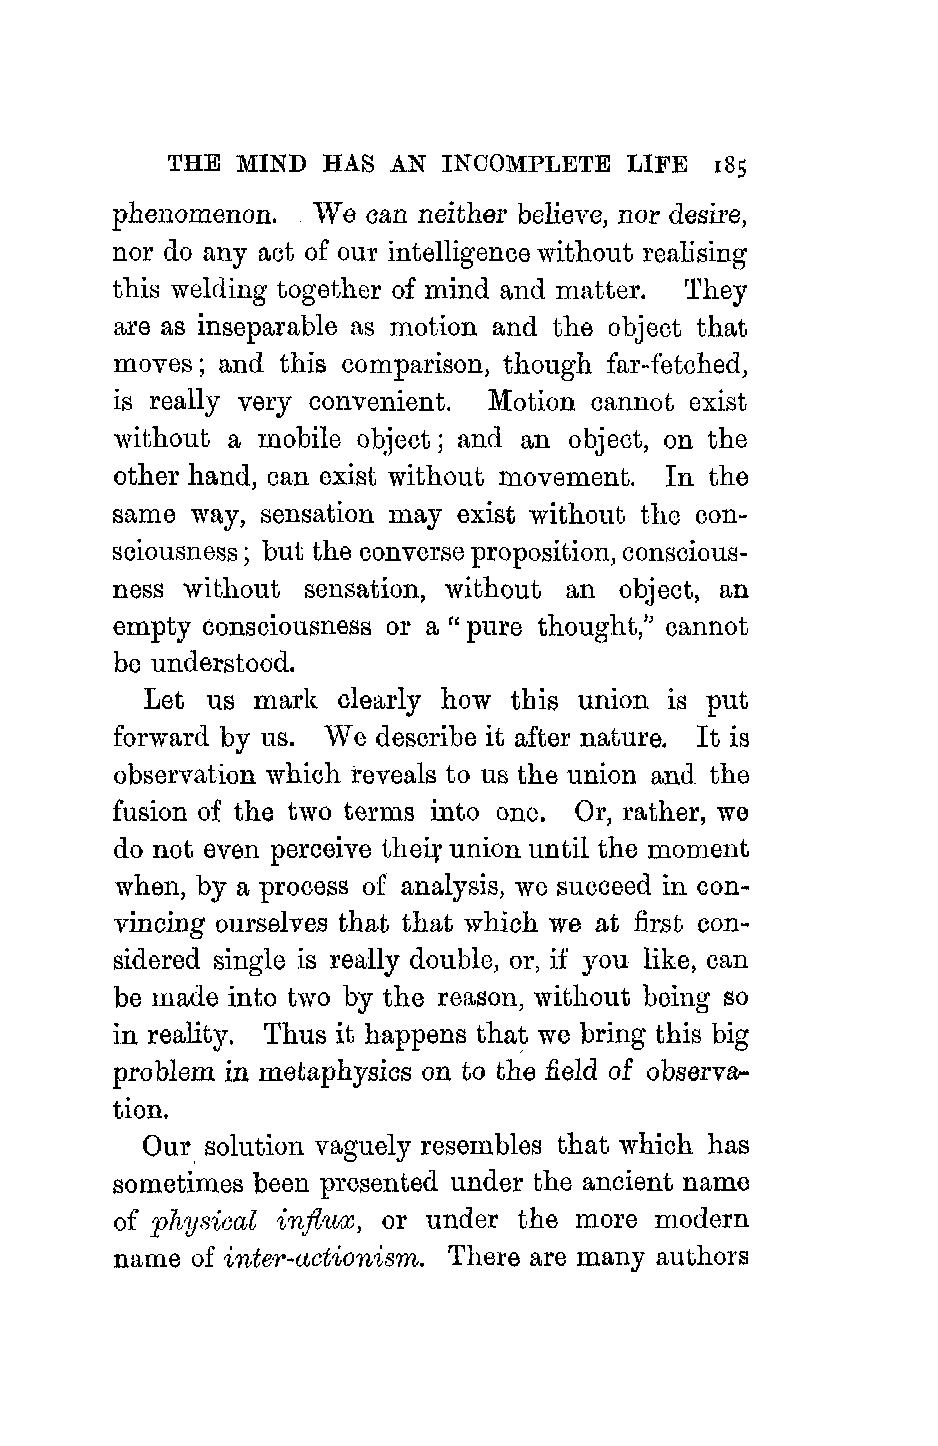 THE MIND HAS AN INCOMPLETE LIFE 185
phenomenon. We can neither believe, nor desire,
nor do any act of our intelligence without realising
this welding together of mind and matter. They
are as inseparable as motion and the object that
moves; and this comparison, though far-fetched,
is really very convenient. Motion cannot exist
without a mobile object; and an object, on the
other hand, can exist without movement. In the
same way, sensation may exist without the con-
sciousness; but the converse proposition, conscious-
ness without sensation, without an object, an
empty consciousness or a "pure thought," cannot
be understood.
Let us mark clearly how this union is put
forward by us. We describe it after nature. It is
observation which reveals to us the union and the
fusion of the two terms into one. Or, rather, we
do not even perceive their union until the moment
when, by a process of analysis, we succeed in con-
vincing ourselves that that which we at first con-
sidered single is really double, or, if you like, can
be made into two by the reason, without being so
in reality. Thus it happens that we bring this big
problem in metaphysics on to the field of observa-
tion.
Our solution vaguely resembles that which has
sometimes been presented under the ancient name
of physical influx, or under the more modern
name of inter-actionism. There are many authors